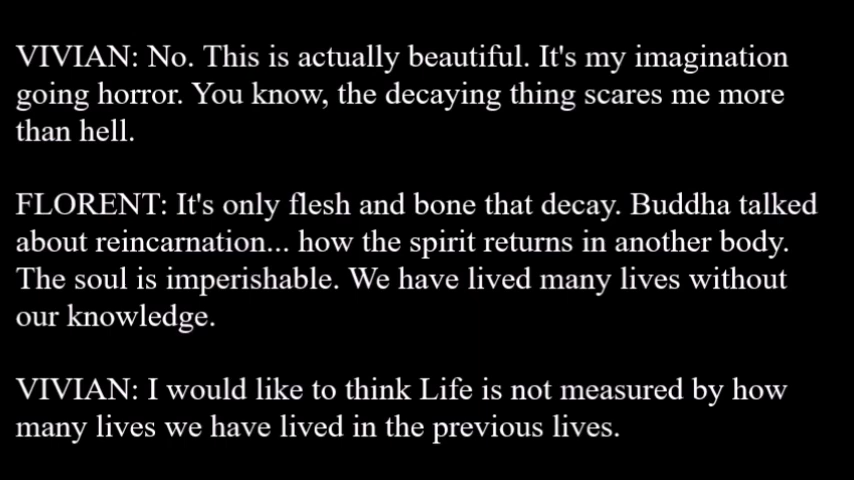 VIVIAN: No. This is actually beautiful. It's my imagination
going horror. You know, the decaying thing scares me more
than hell.
FLORENT: It's only flesh and bone that decay. Buddha talked
about reincarnation... how the spirit returns in another body.
The soul is imperishable. We have lived many lives without
our knowledge.
VIVIAN: I would like to think Life is not measured by how
many lives we have lived in the previous lives.